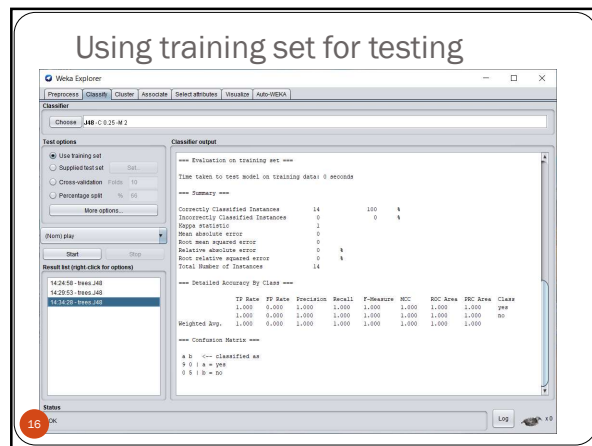 Using training set for testing
Weka Explorer
Preprocess Classify Cluster Associate Select attributes Visualize Auto-WEKA
Classifier
Choose J48 -C 0.25 -M 2
Test options
Use training set
Supplied test set Set...
Cross-validation Folds 10
Percentage split % 66
More options...
(Nom) play
Start Stop
Result list (right-click for options)
14:24:58 - trees.J48
14:29:53 - trees.J48
14:34:29 - trees.J48
Classifier output
=== Evaluation on training set ===
Time taken to test model on training data: 0 seconds
=== Summary ===
Correctly Classified Instances 14 100 %
Incorrectly Classified Instances 0 0 %
Kappa statistic 1
Mean absolute error 0
Root mean squared error 0
Relative absolute error 0 %
Root relative squared error 0 %
Total Number of Instances 14
=== Detailed Accuracy By Class ===
TP Rate FP Rate Precision Recall F-Measure MCC ROC Area PRC Area Class
1.000 0.000 1.000 1.000 1.000 1.000 1.000 1.000 yes
1.000 0.000 1.000 1.000 1.000 1.000 1.000 1.000 no
Weighted Avg. 1.000 0.000 1.000 1.000 1.000 1.000 1.000 1.000
=== Confusion Matrix ===
a b <-- classified as
9 0 | a = yes
0 5 | b = no
Status
OK
Log x 0
16